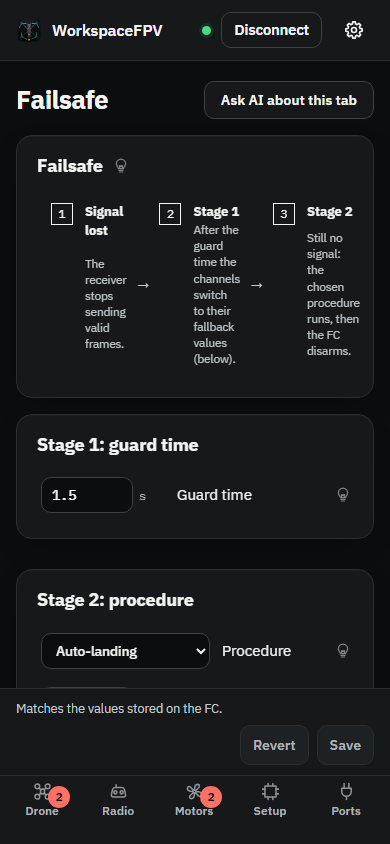 WorkspaceFPV
Disconnect
Failsafe
Ask AI about this tab
Failsafe
1
Signal
lost
The
receiver
stops
sending
valid
frames.
→
2
Stage 1
After the
guard
time the
channels
switch
to their
fallback
values
(below).
→
3
Stage 2
Still no
signal:
the
chosen
procedure
runs, then
the FC
disarms.
Stage 1: guard time
1.5 s Guard time
Stage 2: procedure
Auto-landing Procedure
Matches the values stored on the FC.
Revert Save
2 2
Drone Radio Motors Setup Ports